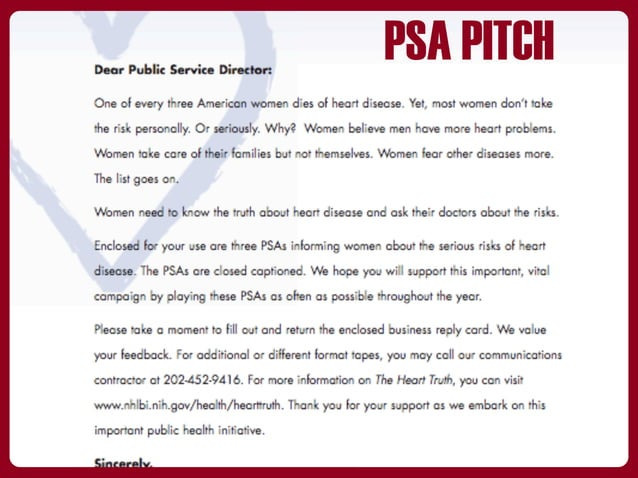 PSA PITCH
Dear Public Service Director:
One of every three American women dies of heart disease. Yet, most women don't take
the risk personally. Or seriously. Why?  Women believe men have more heart problems.
Women take care of their families but not themselves. Women fear other diseases more.
The list goes on.
Women need to know the truth about heart disease and ask their doctors about the risks.
Enclosed for your use are three PSAs informing women about the serious risks of heart
disease. The PSAs are closed captioned. We hope you will support this important, vital
campaign by playing these PSAs as often as possible throughout the year.
Please take a moment to fill out and return the enclosed business reply card. We value
your feedback. For additional or different format tapes, you may call our communications
contractor at 202-452-9416. For more information on The Heart Truth, you can visit
www.nhlbi.nih.gov/health/hearttruth. Thank you for your support as we embark on this
important public health initiative.
Sincerely,